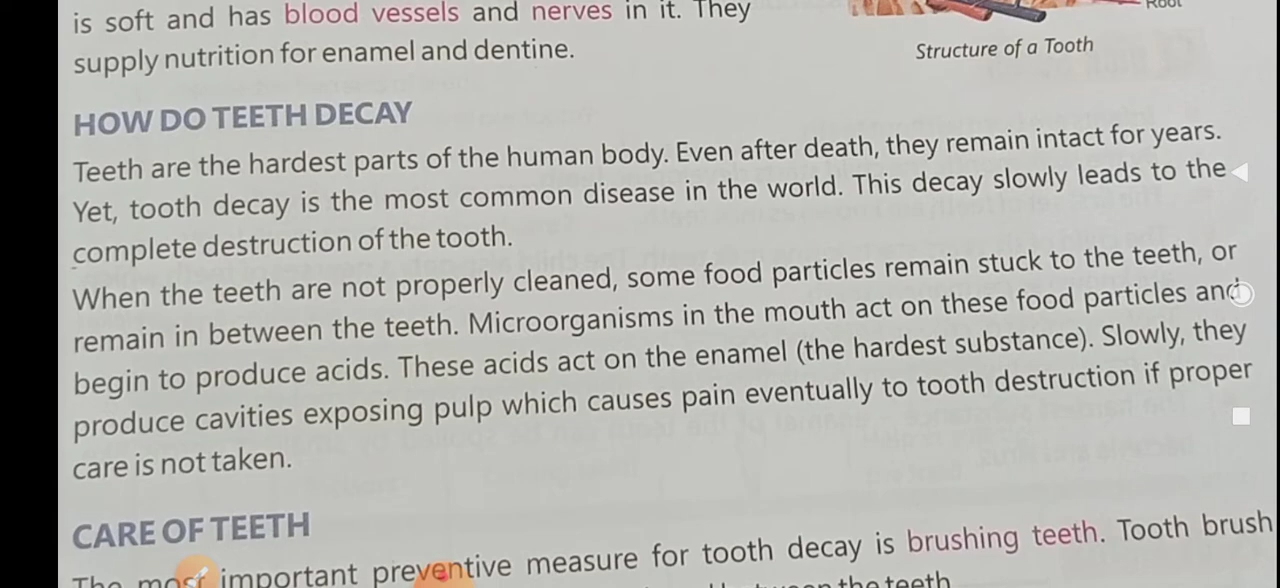 is soft and has blood vessels and nerves in it. They
supply nutrition for enamel and dentine.
Root
Structure of a Tooth
HOW DO TEETH DECAY
Teeth are the hardest parts of the human body. Even after death, they remain intact for years.
Yet, tooth decay is the most common disease in the world. This decay slowly leads to the
complete destruction of the tooth.
When the teeth are not properly cleaned, some food particles remain stuck to the teeth, or
remain in between the teeth. Microorganisms in the mouth act on these food particles and
begin to produce acids. These acids act on the enamel (the hardest substance). Slowly, they
produce cavities exposing pulp which causes pain eventually to tooth destruction if proper
care is not taken.
CARE OF TEETH
The most important preventive measure for tooth decay is brushing teeth. Tooth brush
the teeth